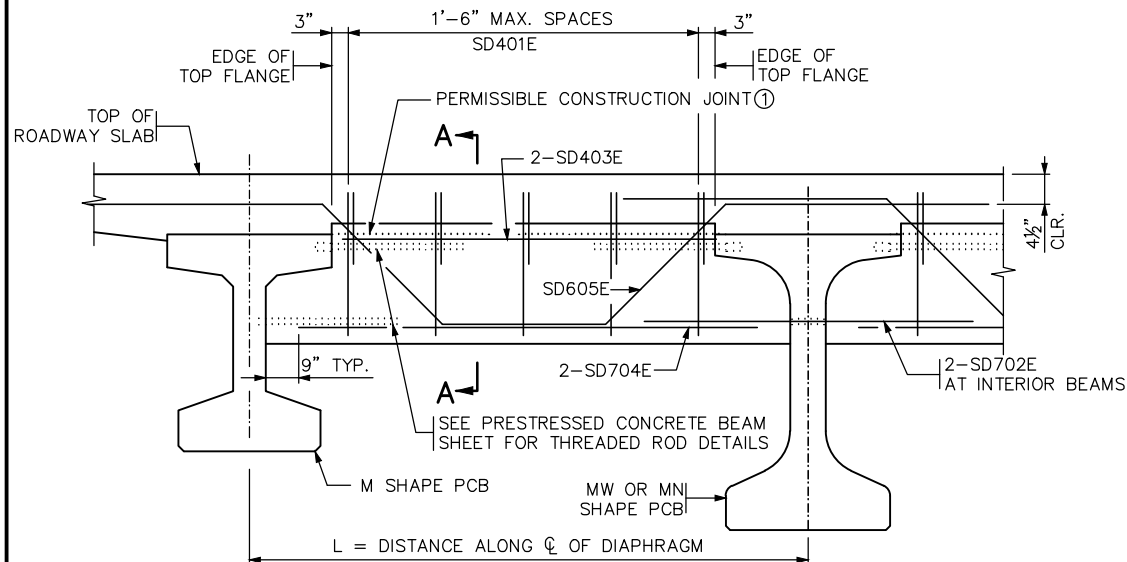 3" 1'-6" MAX. SPACES 3"
SD401E
EDGE OF
TOP FLANGE
EDGE OF
TOP FLANGE
PERMISSIBLE CONSTRUCTION JOINT①
TOP OF
ROADWAY SLAB
A
2-SD403E
4½"
CLR.
SD605E
9" TYP.
2-SD704E
2-SD702E
AT INTERIOR BEAMS
A
SEE PRESTRESSED CONCRETE BEAM
SHEET FOR THREADED ROD DETAILS
M SHAPE PCB
MW OR MN
SHAPE PCB
L = DISTANCE ALONG ℄ OF DIAPHRAGM